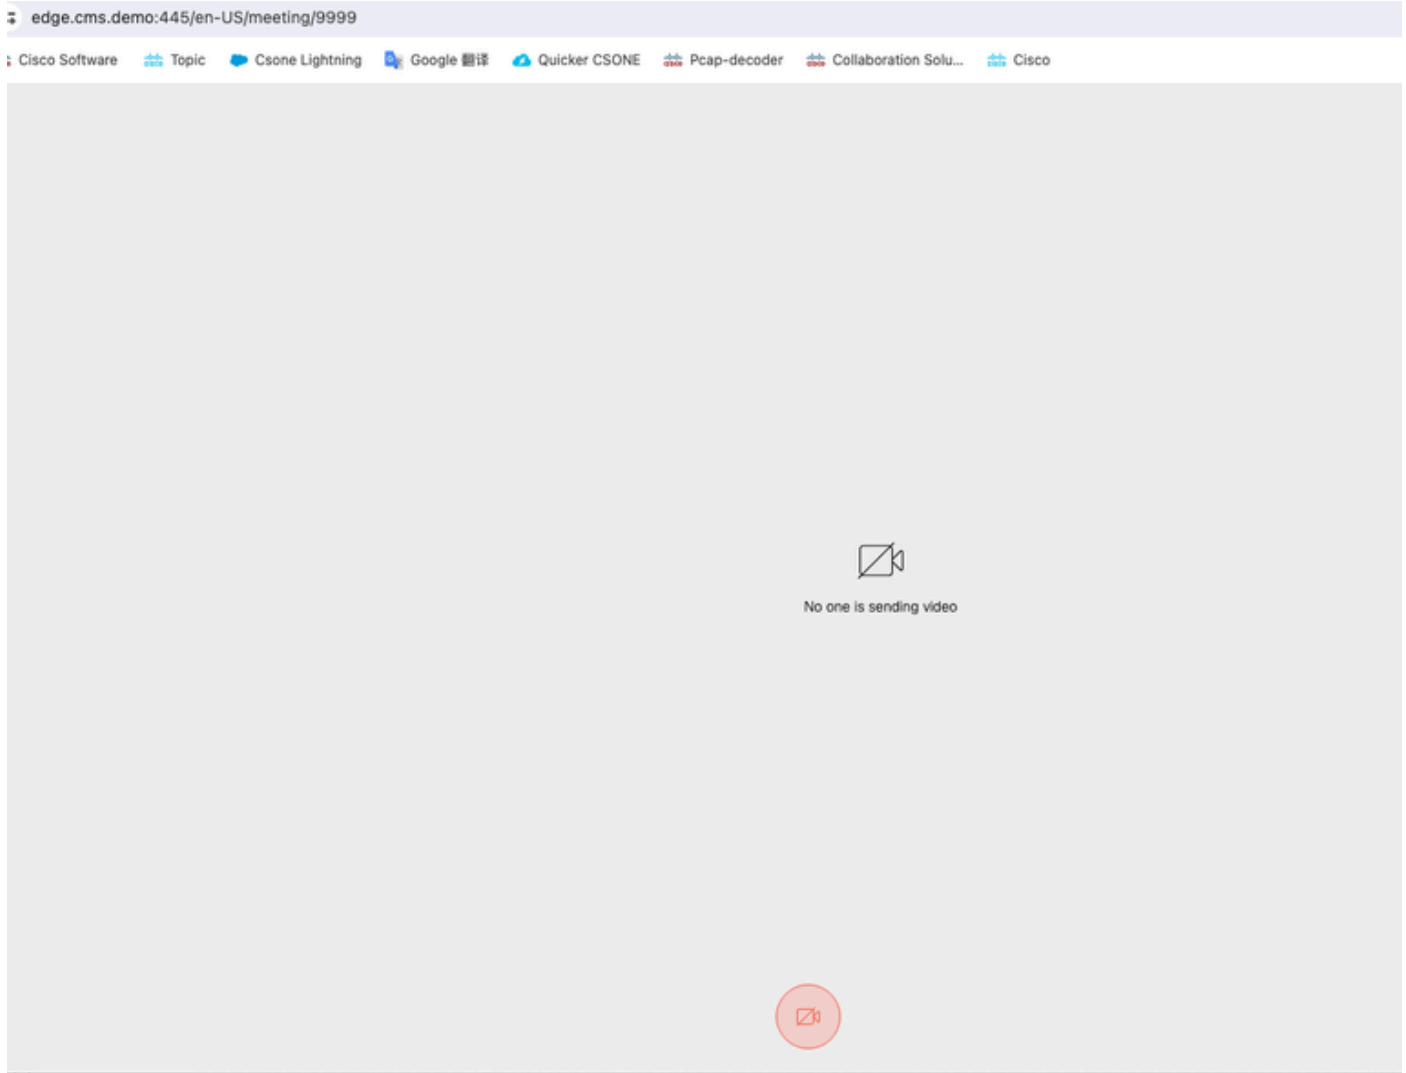 edge.cms.demo:445/en-US/meeting/9999
Cisco Software Topic Csone Lightning Google 翻译 Quicker CSONE Pcap-decoder Collaboration Solu... Cisco
No one is sending video